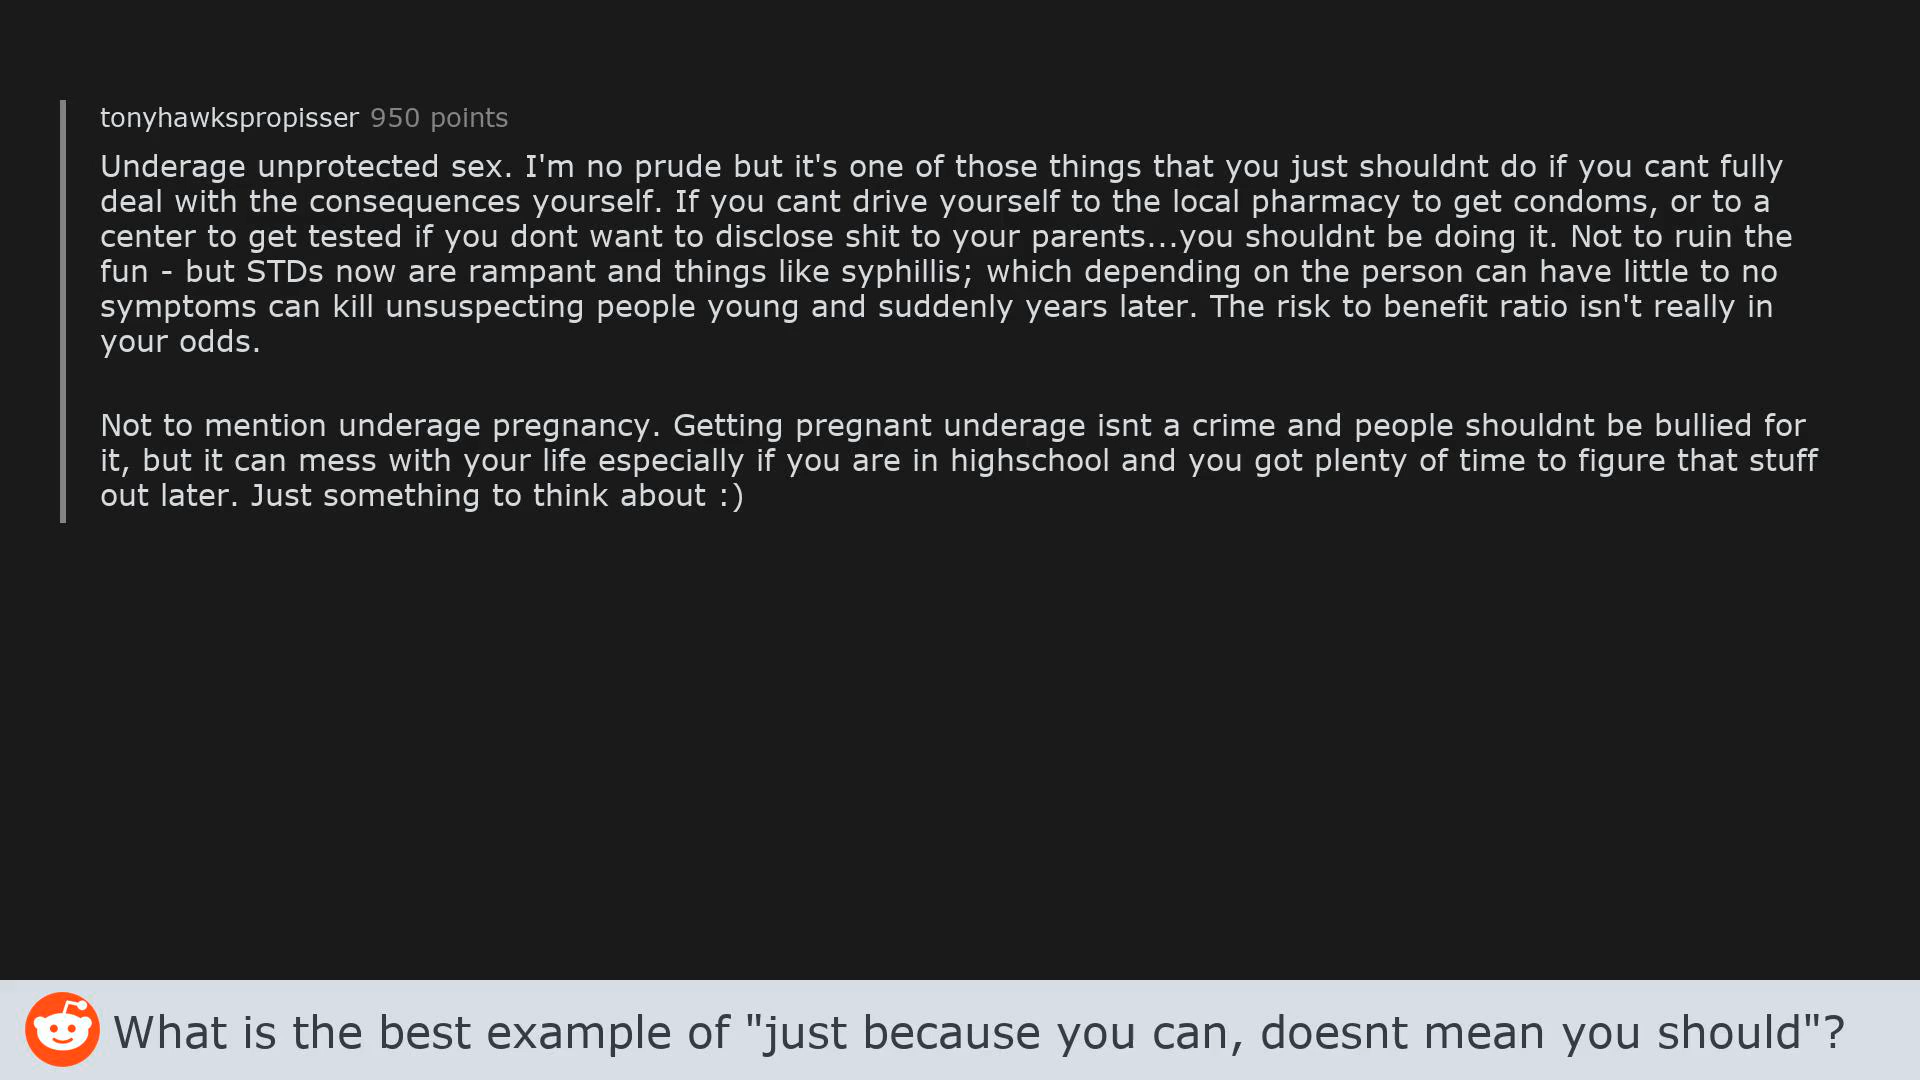 tonyhawkspropisser 950 points
Underage unprotected sex. I'm no prude but it's one of those things that you just shouldnt do if you cant fully
deal with the consequences yourself. If you cant drive yourself to the local pharmacy to get condoms, or to a
center to get tested if you dont want to disclose shit to your parents...you shouldnt be doing it. Not to ruin the
fun - but STDs now are rampant and things like syphillis; which depending on the person can have little to no
symptoms can kill unsuspecting people young and suddenly years later. The risk to benefit ratio isn't really in
your odds.
Not to mention underage pregnancy. Getting pregnant underage isnt a crime and people shouldnt be bullied for
it, but it can mess with your life especially if you are in highschool and you got plenty of time to figure that stuff
out later. Just something to think about :)
What is the best example of "just because you can, doesnt mean you should"?